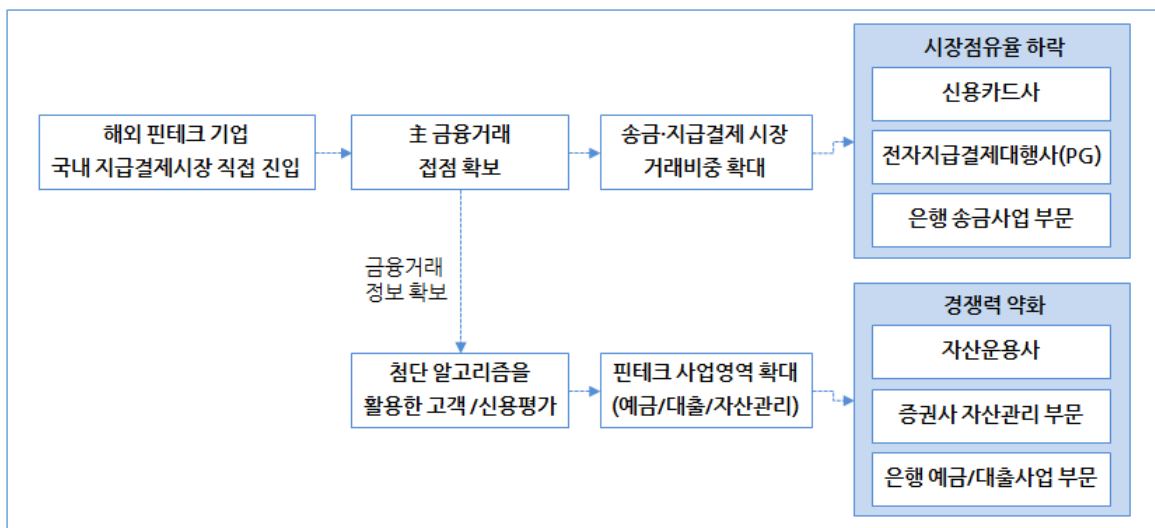 해외 핀테크 기업
국내 지급결제시장 직접 진입
主 금융거래
접점 확보
송금·지급결제 시장
거래비중 확대
시장점유율 하락
신용카드사
전자지급결제대행사(PG)
은행 송금사업 부문
금융거래
정보 확보
첨단 알고리즘을
활용한 고객 /신용평가
핀테크 사업영역 확대
(예금/대출/자산관리)
경쟁력 약화
자산운용사
증권사 자산관리 부문
은행 예금/대출사업 부문